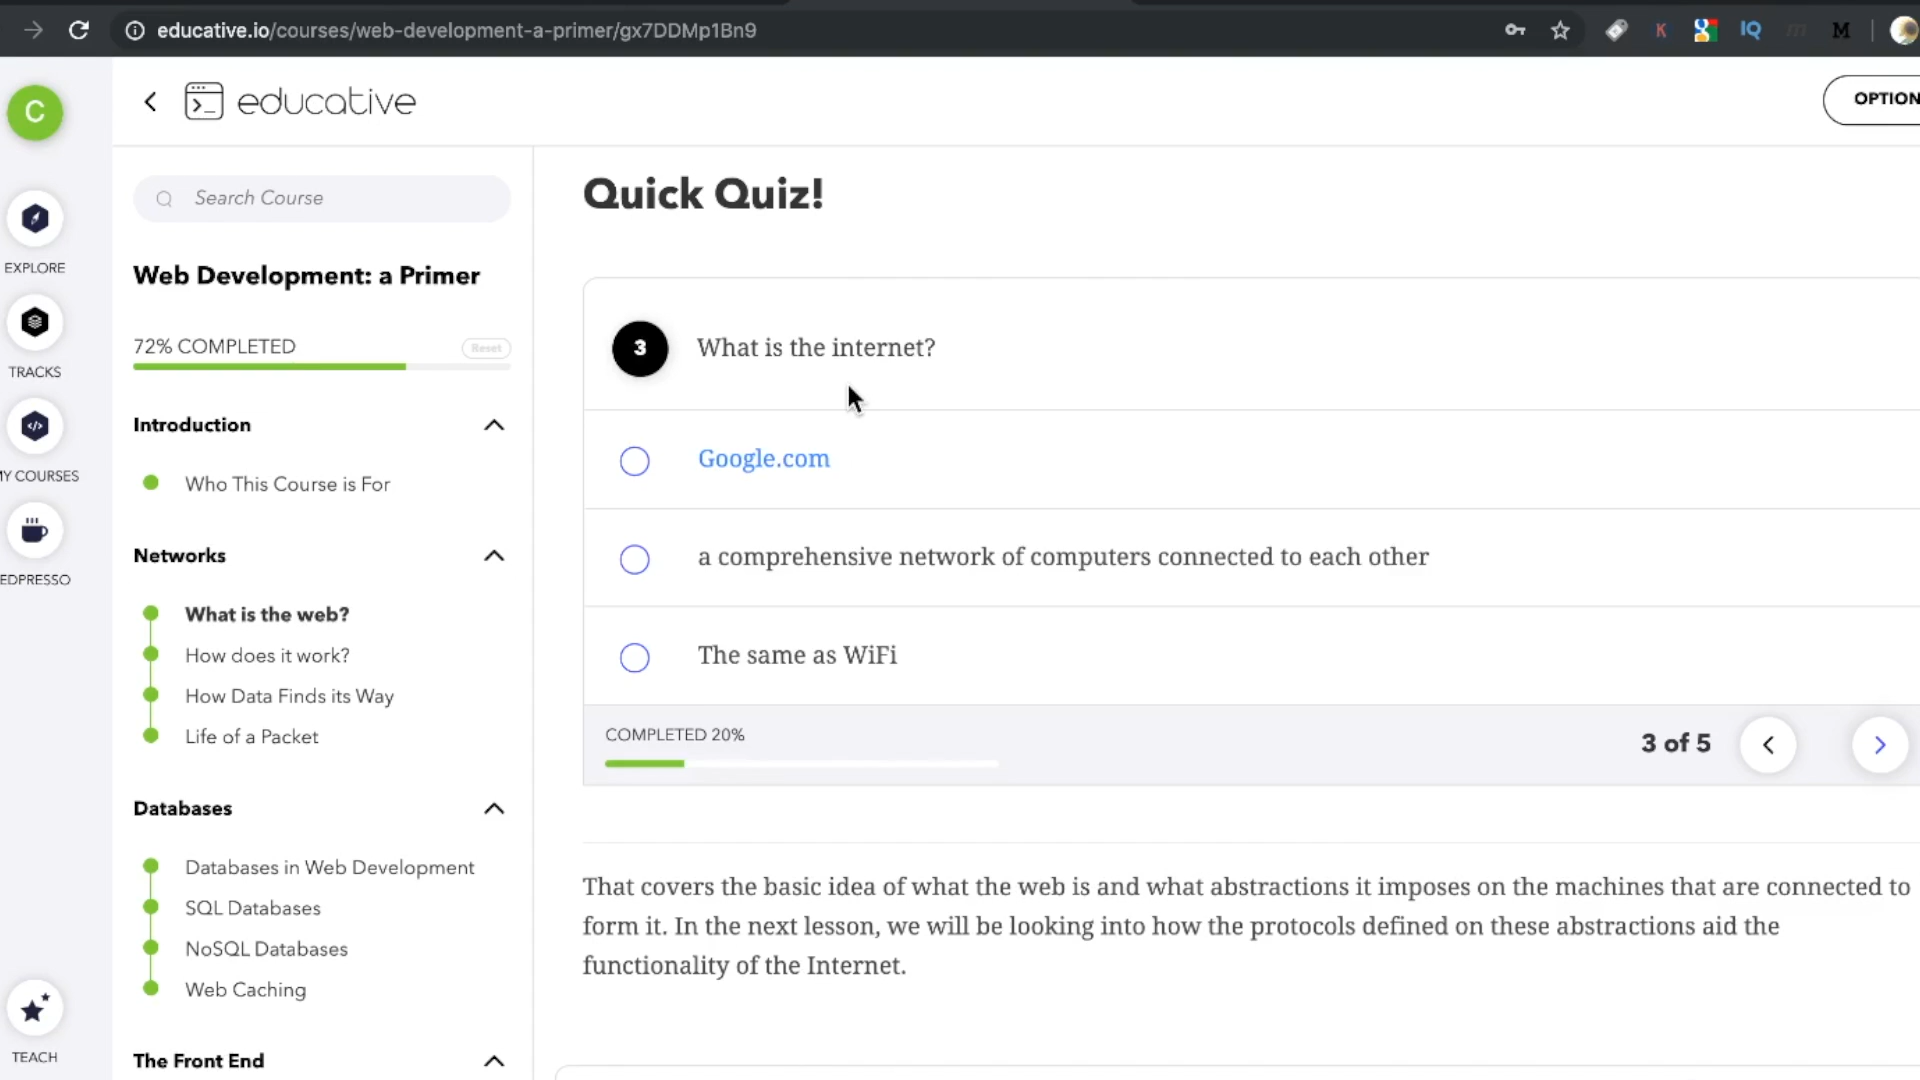 educative.io/courses/web-development-a-primer/gx7DDMp1Bn9
K
IQ
m
M
C
educative
OPTION
Search Course
Quick Quiz!
EXPLORE
Web Development: a Primer
3
What is the internet?
72% COMPLETED
Reset
TRACKS
Introduction
Google.com
MY COURSES
Who This Course is For
Networks
a comprehensive network of computers connected to each other
EDPRESSO
What is the web?
How does it work?
The same as WiFi
How Data Finds its Way
Life of a Packet
COMPLETED 20%
3 of 5
Databases
Databases in Web Development
SQL Databases
NoSQL Databases
Web Caching
That covers the basic idea of what the web is and what abstractions it imposes on the machines that are connected to
form it. In the next lesson, we will be looking into how the protocols defined on these abstractions aid the
functionality of the Internet.
TEACH
The Front End